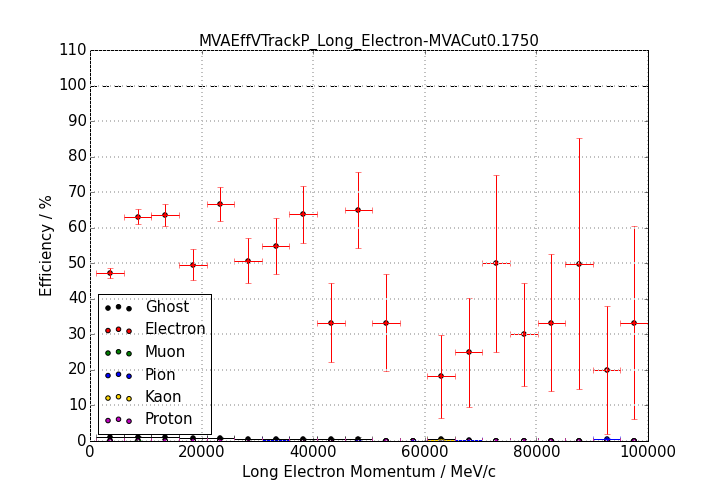 MVAEffVTrackP_Long_Electron-MVACut0.1750
110
100
90
80
70
60
50
40
30
20
10
0
Efficiency / %
Ghost
Electron
Muon
Pion
Kaon
Proton
0 20000 40000 60000 80000 100000
Long Electron Momentum / MeV/c